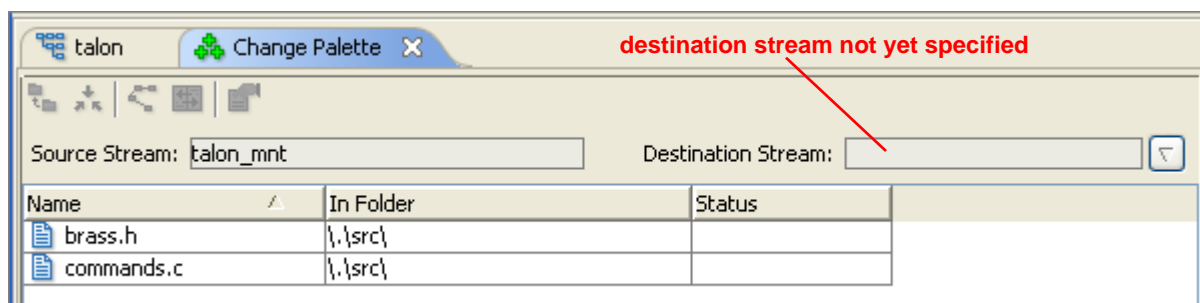 talon Change Palette destination stream not yet specified
Source Stream: talon_mnt Destination Stream:
Name In Folder Status
brass.h \.\src\
commands.c \.\src\